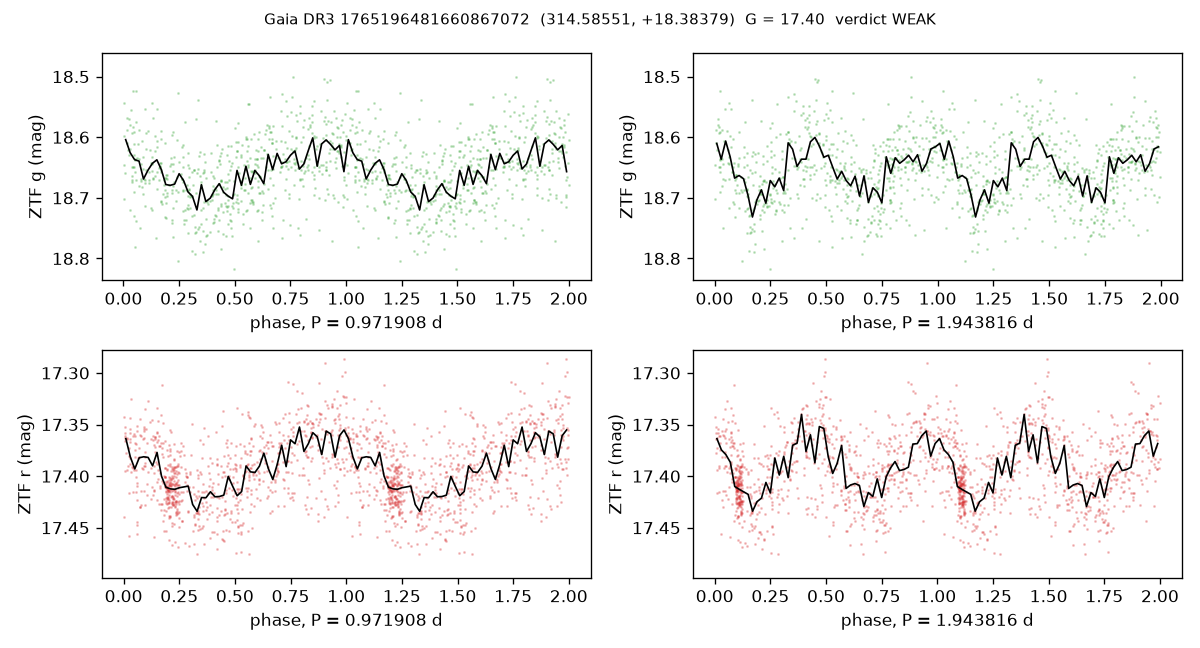 Gaia DR3 1765196481660867072 (314.58551, +18.38379) G = 17.40 verdict WEAK
ZTF g (mag)
18.5
18.6
18.7
18.8
0.00 0.25 0.50 0.75 1.00 1.25 1.50 1.75 2.00
phase, P = 0.971908 d
ZTF g (mag)
18.5
18.6
18.7
18.8
0.00 0.25 0.50 0.75 1.00 1.25 1.50 1.75 2.00
phase, P = 1.943816 d
ZTF r (mag)
17.30
17.35
17.40
17.45
0.00 0.25 0.50 0.75 1.00 1.25 1.50 1.75 2.00
phase, P = 0.971908 d
ZTF r (mag)
17.30
17.35
17.40
17.45
0.00 0.25 0.50 0.75 1.00 1.25 1.50 1.75 2.00
phase, P = 1.943816 d